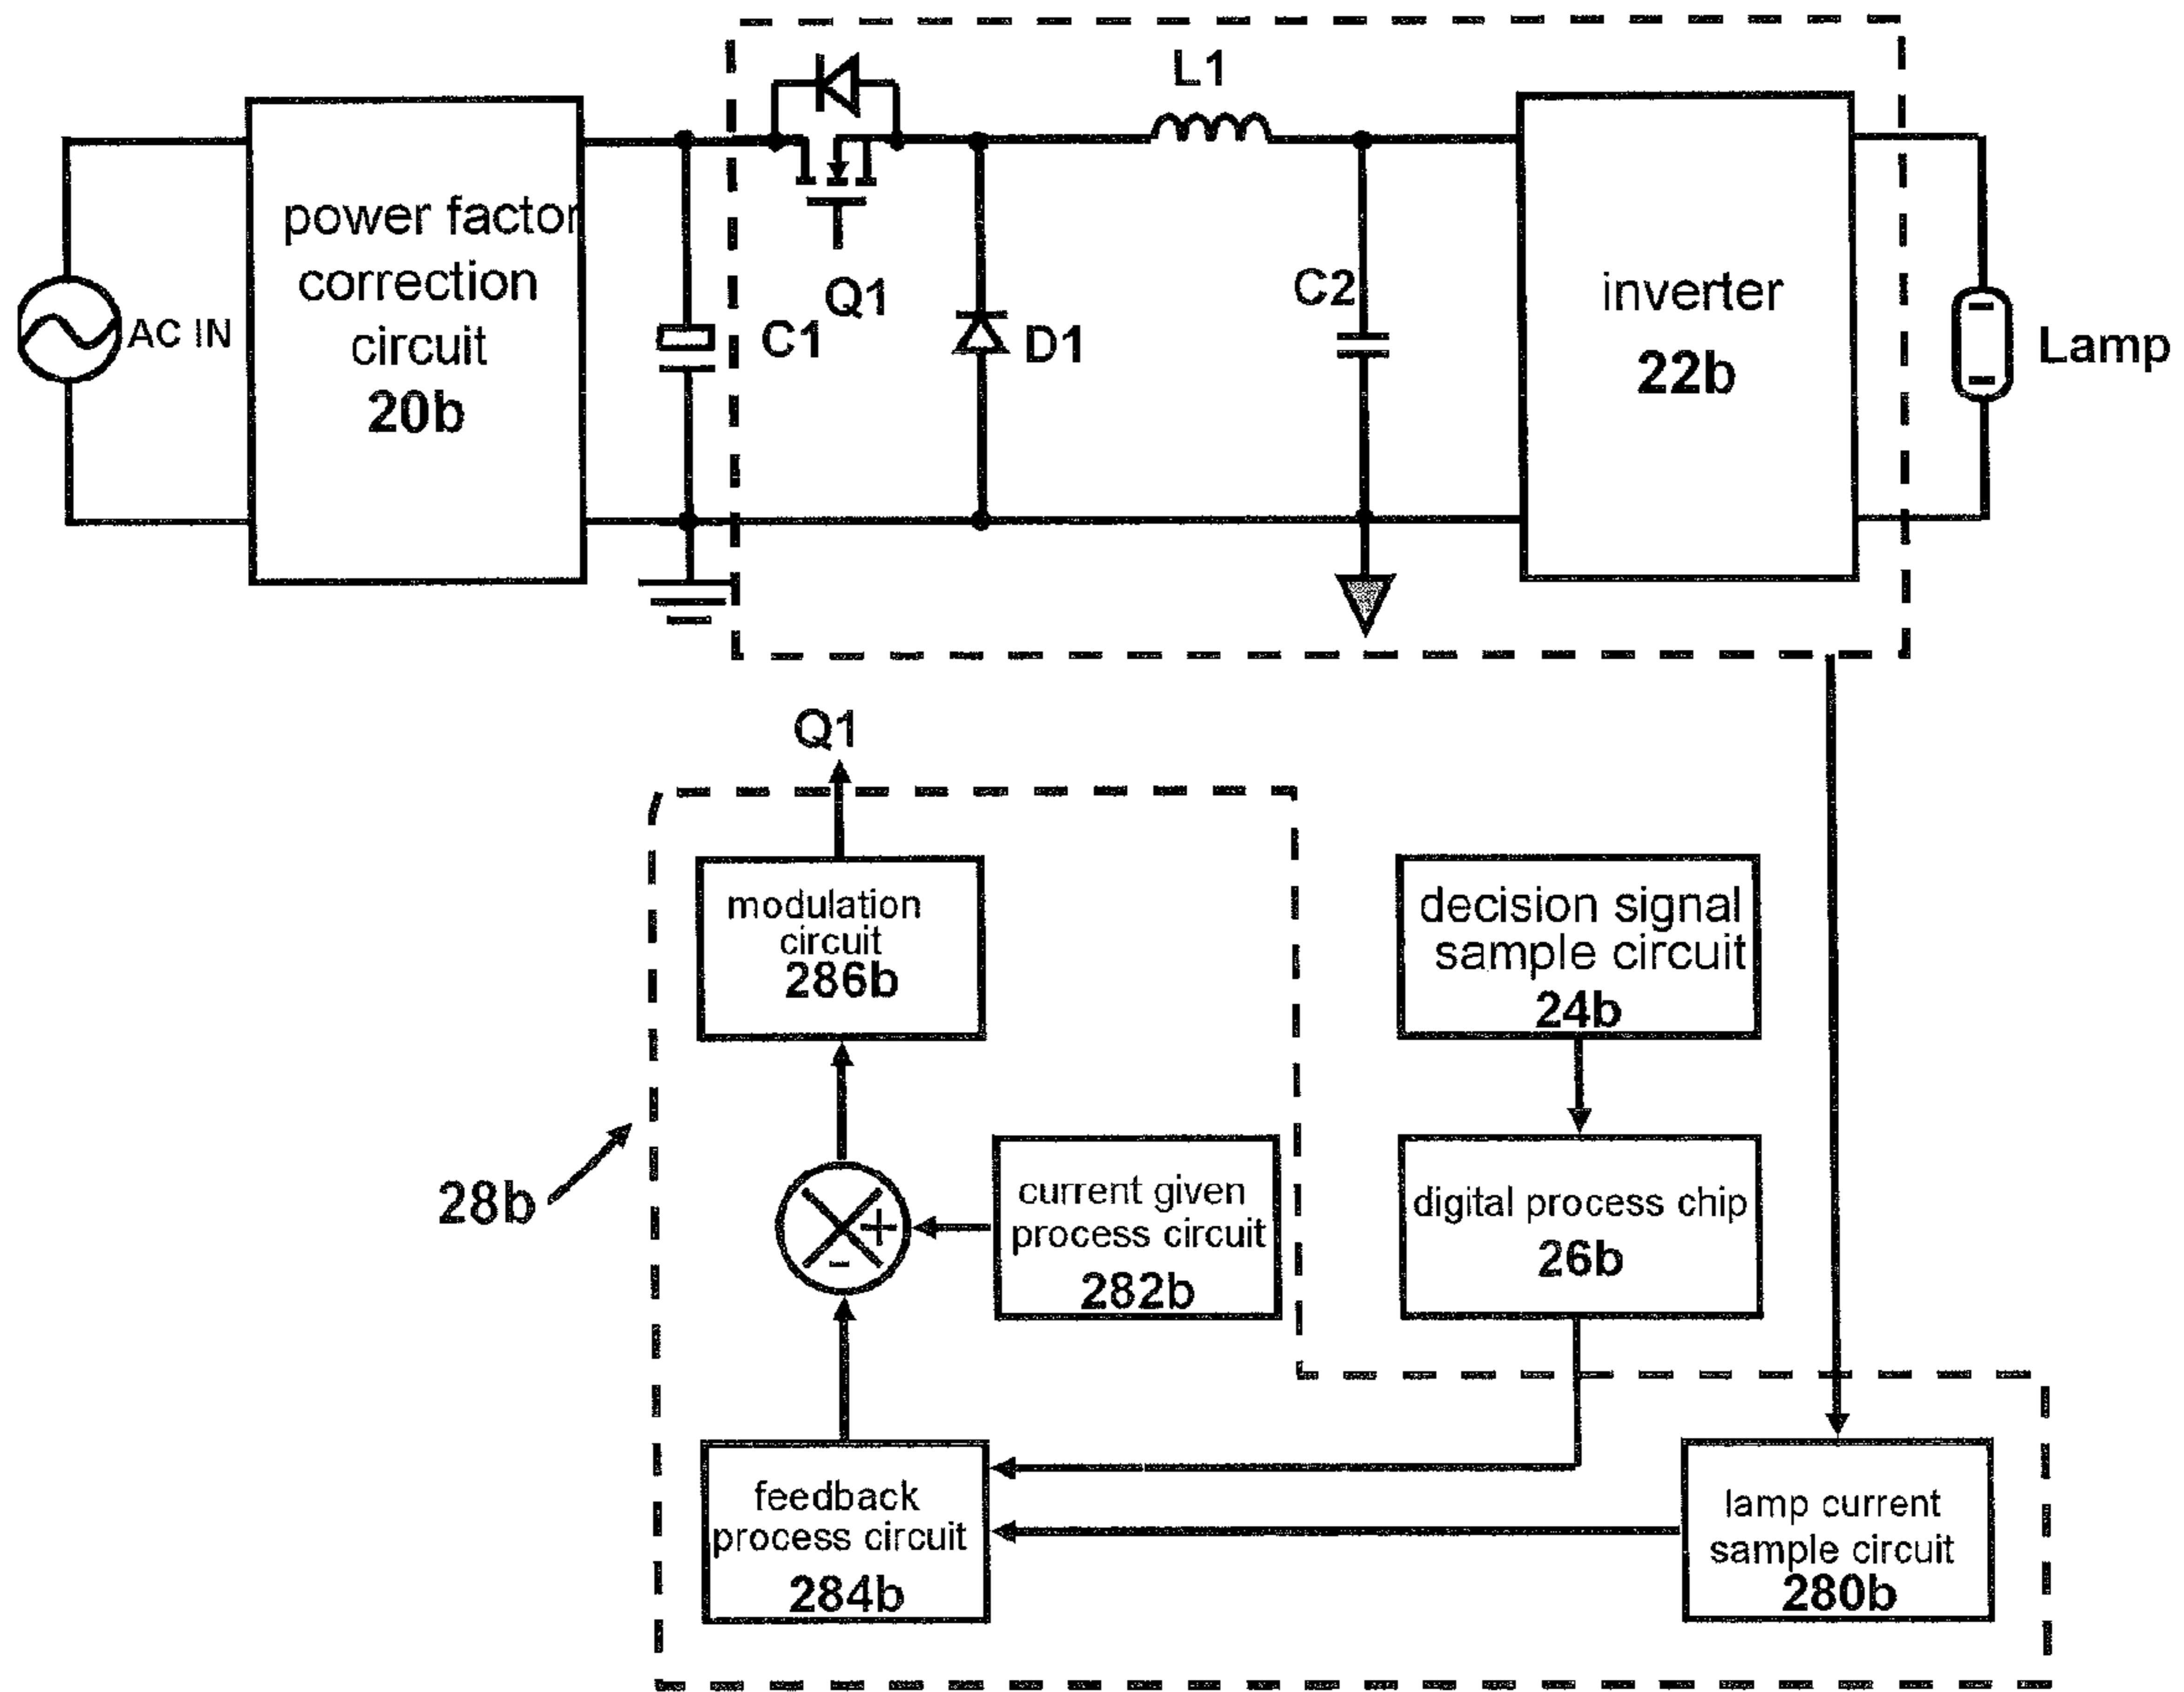 L1
power factor
correction
circuit
20b
AC IN
C1
Q1
D1
C2
inverter
22b
Lamp
Q1
modulation
circuit
286b
decision signal
sample circuit
24b
28b
+
-
current given
process circuit
282b
digital process chip
26b
feedback
process circuit
284b
lamp current
sample circuit
280b